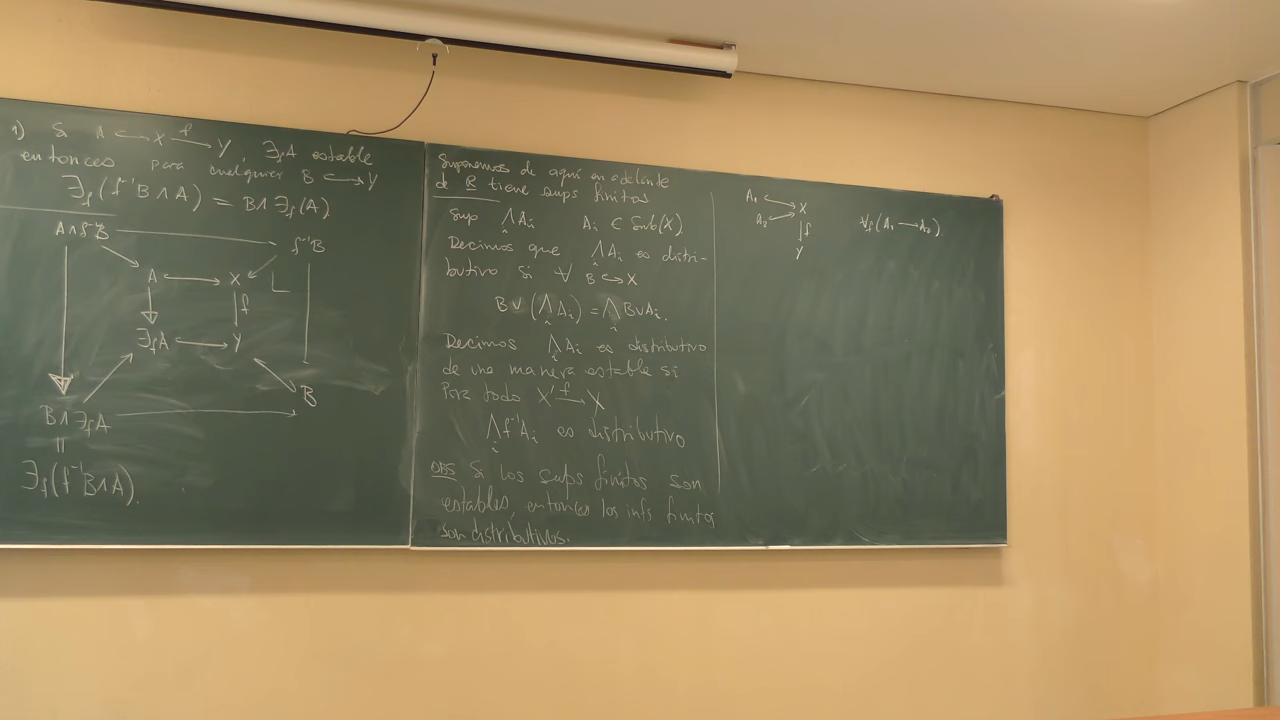 1) Si A ↪ X →f Y, ∃fA estable
entonces para cualquier B ↪ Y
∃f(f⁻¹B ∧ A) = B ∧ ∃f(A)
A ∧ f⁻¹B → f⁻¹B
A → X
f
∃fA → Y
B
B ∧ ∃fA
=
∃f(f⁻¹B ∧ A).
Suponemos de aquí en adelante
de R tiene sups finitos
Sup ⋀i Ai Ai ∈ Sub(X)
Decimos que ⋀i Ai es distri-
butivo si ∀ B ↪ X
B ∨ (⋀i Ai) = ⋀i B ∨ Ai.
Decimos ⋀i Ai es distributivo
de una manera estable si
Para todo X' →f X
⋀i f⁻¹Ai es distributivo
OBS Si los sups finitos son
estables, entonces los infs finitos
son distributivos.
A₁
A₂ X
f
Y
∀f(A₁ → A₂)